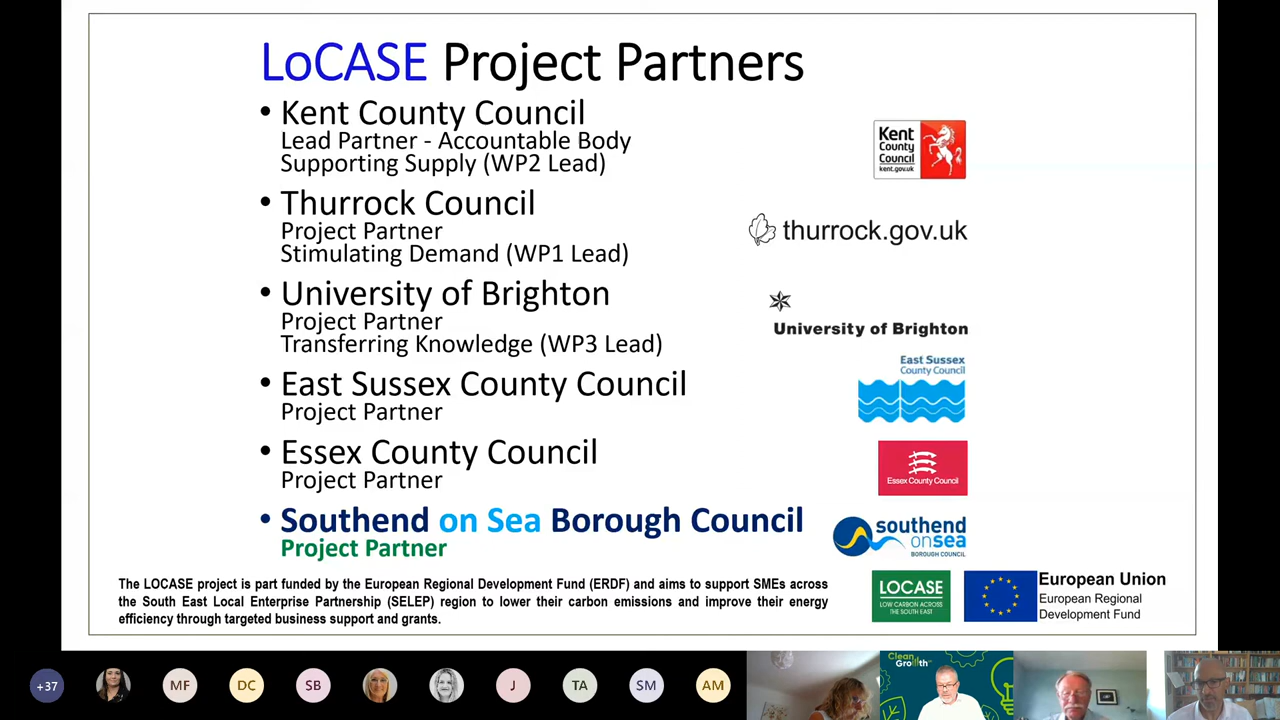 LoCASE Project Partners
• Kent County Council
Lead Partner - Accountable Body
Supporting Supply (WP2 Lead)
Kent
County
Council
kent.gov.uk
• Thurrock Council
Project Partner
Stimulating Demand (WP1 Lead)
thurrock.gov.uk
• University of Brighton
Project Partner
Transferring Knowledge (WP3 Lead)
University of Brighton
• East Sussex County Council
Project Partner
East Sussex
County Council
• Essex County Council
Project Partner
Essex County Council
• Southend on Sea Borough Council
Project Partner
southend
on sea
BOROUGH COUNCIL
The LOCASE project is part funded by the European Regional Development Fund (ERDF) and aims to support SMEs across
the South East Local Enterprise Partnership (SELEP) region to lower their carbon emissions and improve their energy
efficiency through targeted business support and grants.
LOCASE
LOW CARBON ACROSS
THE SOUTH EAST
European Union
European Regional
Development Fund
+37
MF
DC
SB
J
TA
SM
AM
Clean
Growth